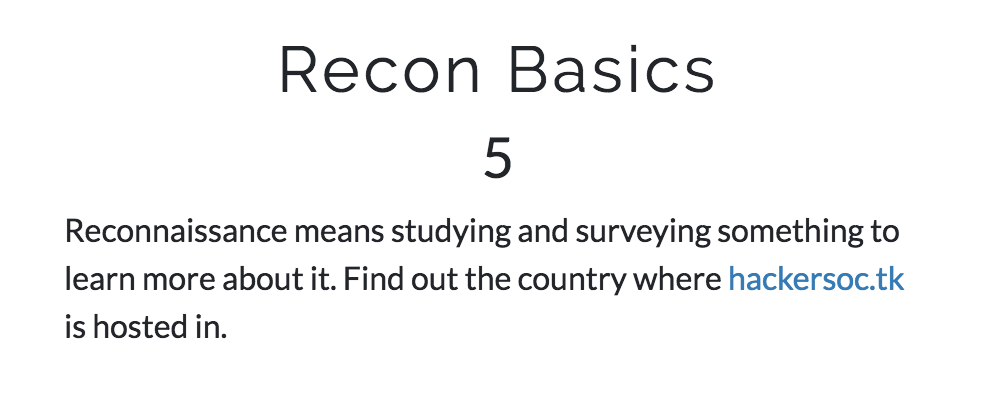 Recon Basics
5
Reconnaissance means studying and surveying something to
learn more about it. Find out the country where hackersoc.tk
is hosted in.